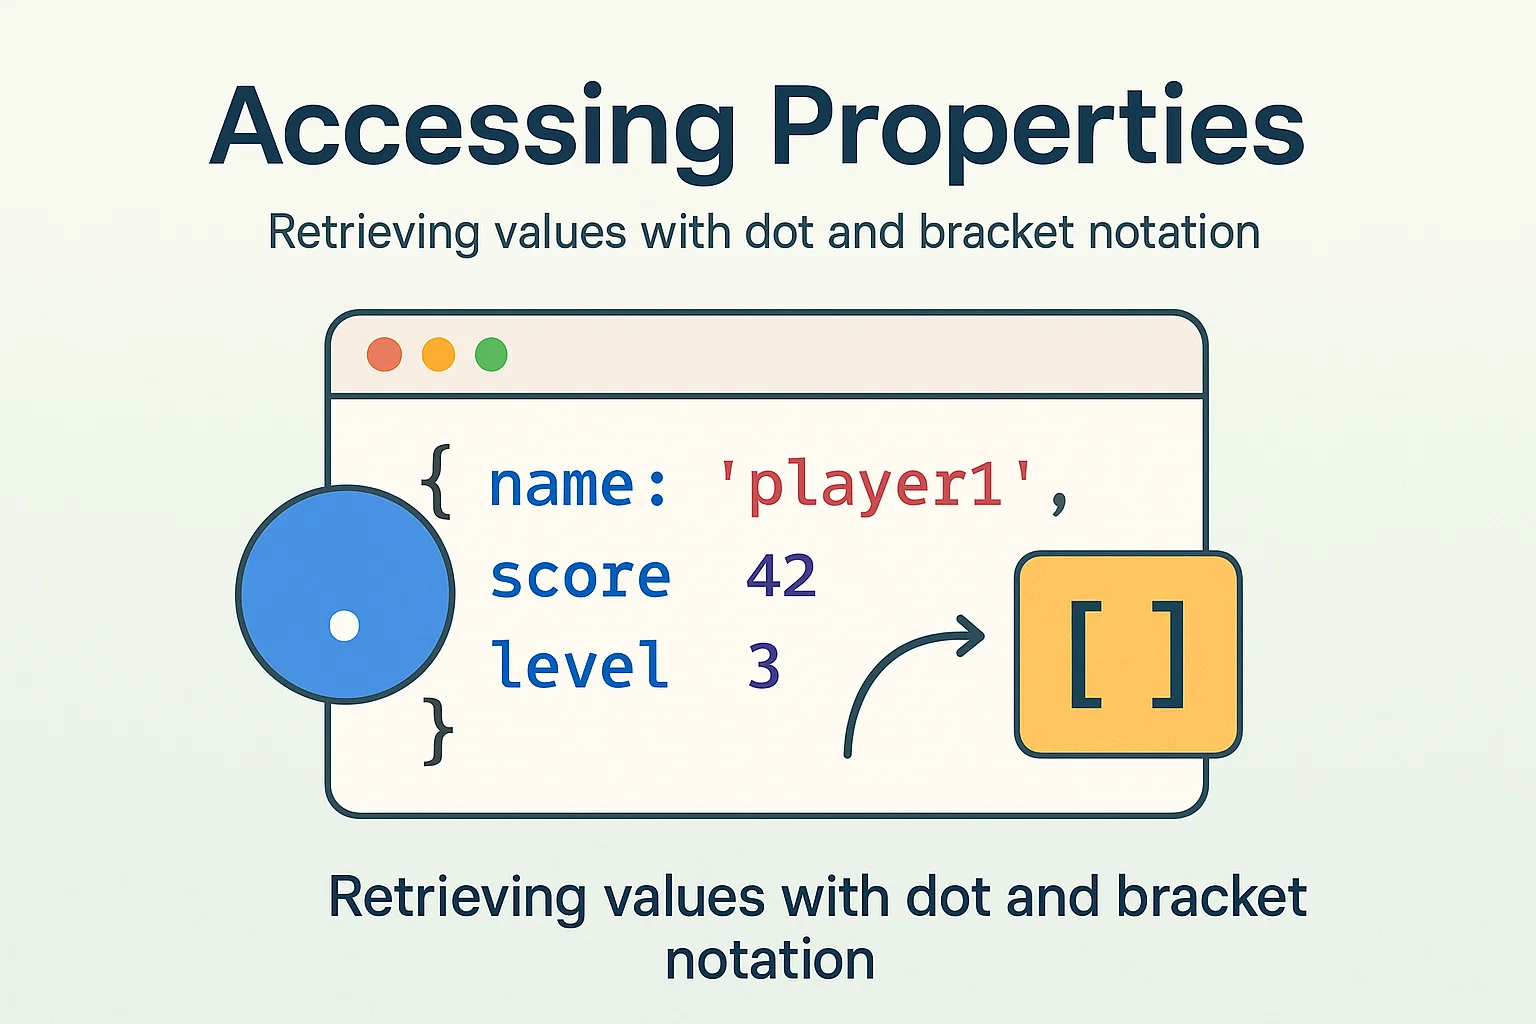 Accessing Properties
Retrieving values with dot and bracket notation
{ name: 'player1',
score 42
level 3
}
.
[ ]
Retrieving values with dot and bracket
notation